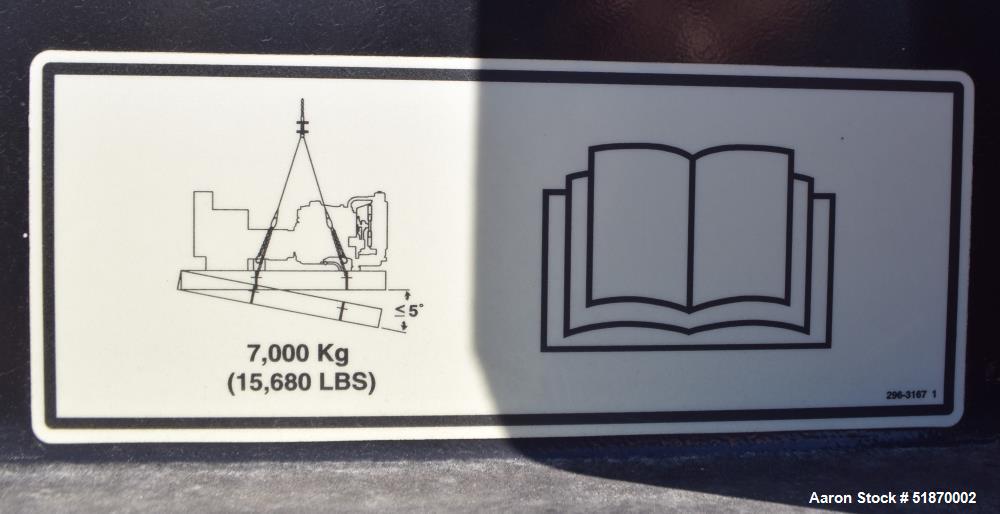 ≤5°
7,000 Kg
(15,680 LBS)
296-3167 1
Aaron Stock # 51870002